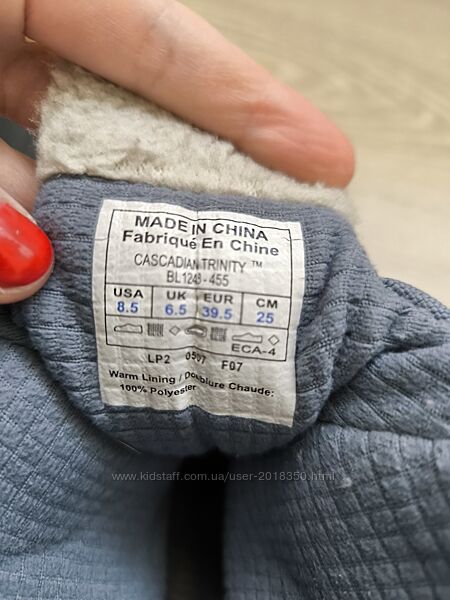 MADE IN CHINA
Fabriqué En Chine
CASCADIAN TRINITY ™
BL1248-455
USA UK EUR CM
8.5 6.5 39.5 25
ECA-4
LP2 0507 F07
Warm Lining / Doublure Chaude:
100% Polyester
www.kidstaff.com.ua/user-2018350.html